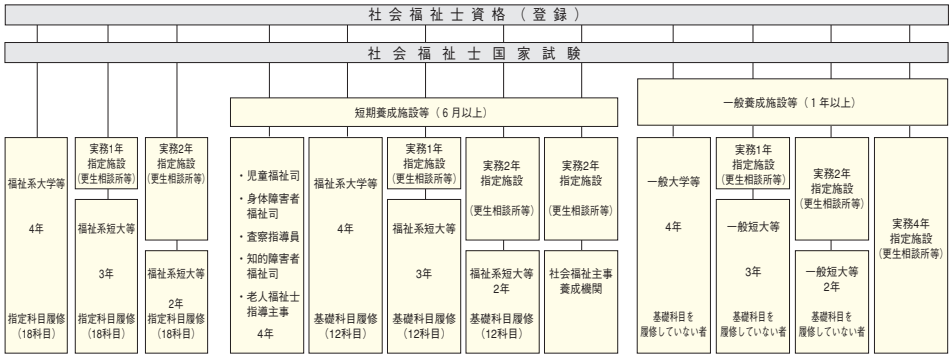 社会福祉士資格（登録）
社会福祉士国家試験
短期養成施設等（6月以上）
一般養成施設等（1年以上）
福祉系大学等
4年
指定科目履修
（18科目）
実務1年
指定施設
（更生相談所等）
福祉系短大等
3年
指定科目履修
（18科目）
実務2年
指定施設
（更生相談所等）
福祉系短大等
2年
指定科目履修
（18科目）
・児童福祉司
・身体障害者
福祉司
・査察指導員
・知的障害者
福祉司
・老人福祉士
指導主事
4年
福祉系大学等
4年
基礎科目履修
（12科目）
実務1年
指定施設
（更生相談所等）
福祉系短大等
3年
基礎科目履修
（12科目）
実務2年
指定施設
（更生相談所等）
福祉系短大等
2年
基礎科目履修
（12科目）
実務2年
指定施設
（更生相談所等）
社会福祉主事
養成機関
一般大学等
4年
基礎科目を
履修していない者
実務1年
指定施設
（更生相談所等）
一般短大等
3年
基礎科目を
履修していない者
実務2年
指定施設
（更生相談所等）
一般短大等
2年
基礎科目を
履修していない者
実務4年
指定施設
（更生相談所等）